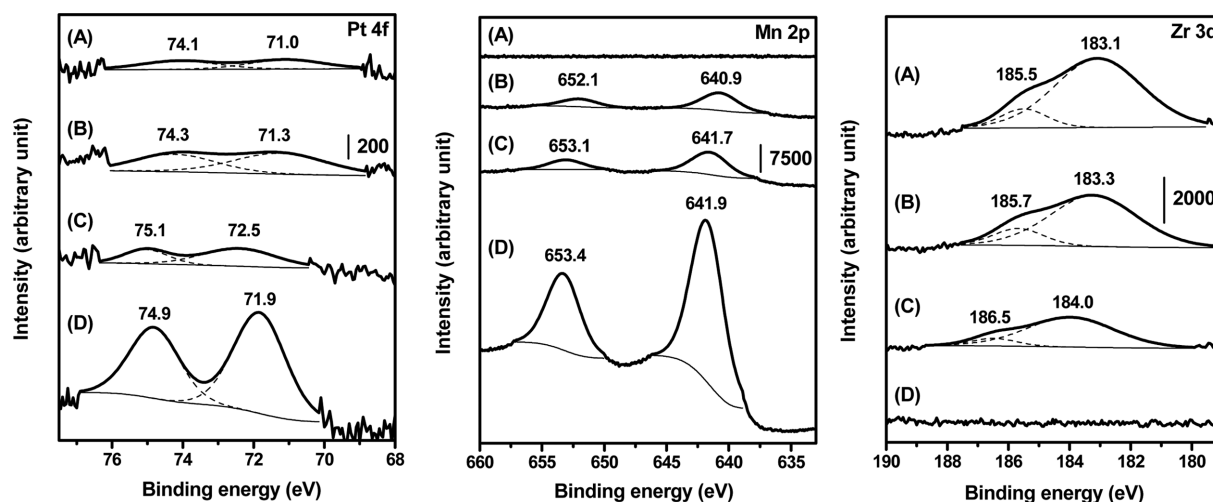 Pt 4f
(A)
74.1
71.0
(B)
74.3
71.3
200
(C)
75.1
72.5
(D)
74.9
71.9
76
74
72
70
68
Binding energy (eV)
Intensity (arbitrary unit)
Mn 2p
(A)
(B)
652.1
640.9
(C)
653.1
641.7
7500
(D)
653.4
641.9
660
655
650
645
640
635
Binding energy (eV)
Intensity (arbitrary unit)
Zr 3d
(A)
185.5
183.1
(B)
185.7
183.3
2000
(C)
186.5
184.0
(D)
190
188
186
184
182
180
Binding energy (eV)
Intensity (arbitrary unit)